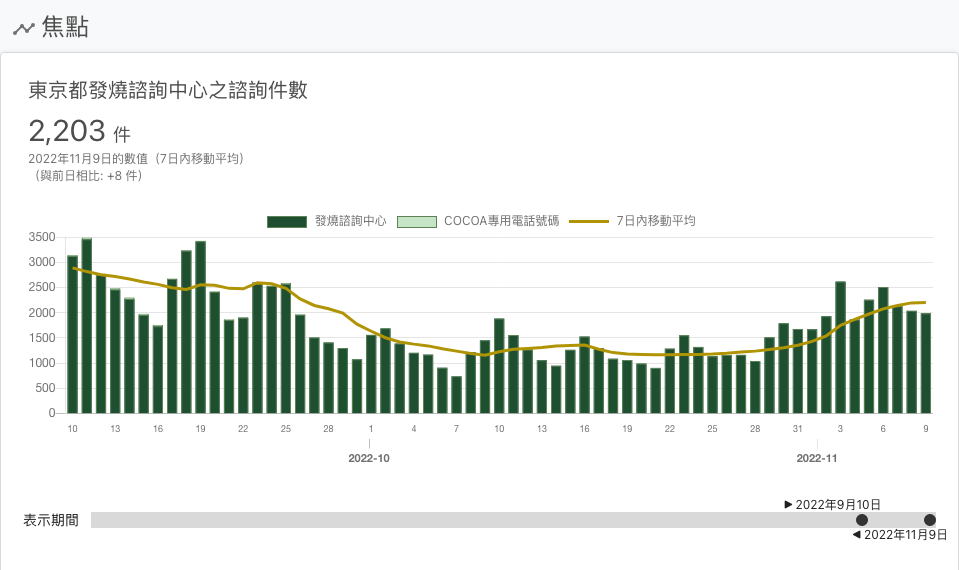 焦點
東京都發燒諮詢中心之諮詢件數
2,203 件
2022年11月9日的數值（7日內移動平均）
（與前日相比: +8 件）
發燒諮詢中心 COCOA專用電話號碼 7日內移動平均
3500
3000
2500
2000
1500
1000
500
0
10 13 16 19 22 25 28 1 4 7 10 13 16 19 22 25 28 31 3 6 9
2022-10 2022-11
2022年9月10日
表示期間
2022年11月9日